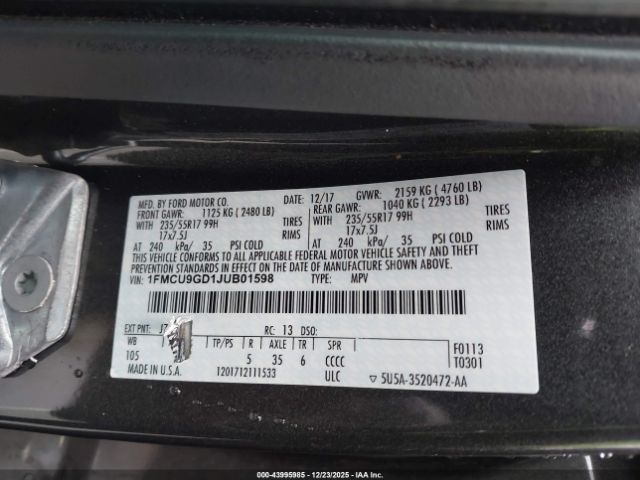 MFD. BY FORD MOTOR CO. DATE: 12/17 GVWR: 2159 KG ( 4760 LB)
FRONT GAWR: 1125 KG ( 2480 LB) REAR GAWR: 1040 KG ( 2293 LB)
WITH 235/55R17 99H TIRES WITH 235/55R17 99H TIRES
17x7.5J RIMS 17x7.5J RIMS
AT 240 kPa/ 35 PSI COLD AT 240 kPa/ 35 PSI COLD
THIS VEHICLE CONFORMS TO ALL APPLICABLE FEDERAL MOTOR VEHICLE SAFETY AND THEFT
PREVENTION STANDARDS IN EFFECT ON THE DATE OF MANUFACTURE SHOWN ABOVE.
VIN: 1FMCU9GD1JUB01598 TYPE: MPV
EXT PNT: RC: 13 DSO:
WB TP/PS R AXLE TR SPR F0113
105 5 35 6 CCCC T0301
MADE IN U.S.A. 1201712111533 ULC 5U5A-3520472-AA
000-43995985 - 12/23/2025 - IAAI.COM